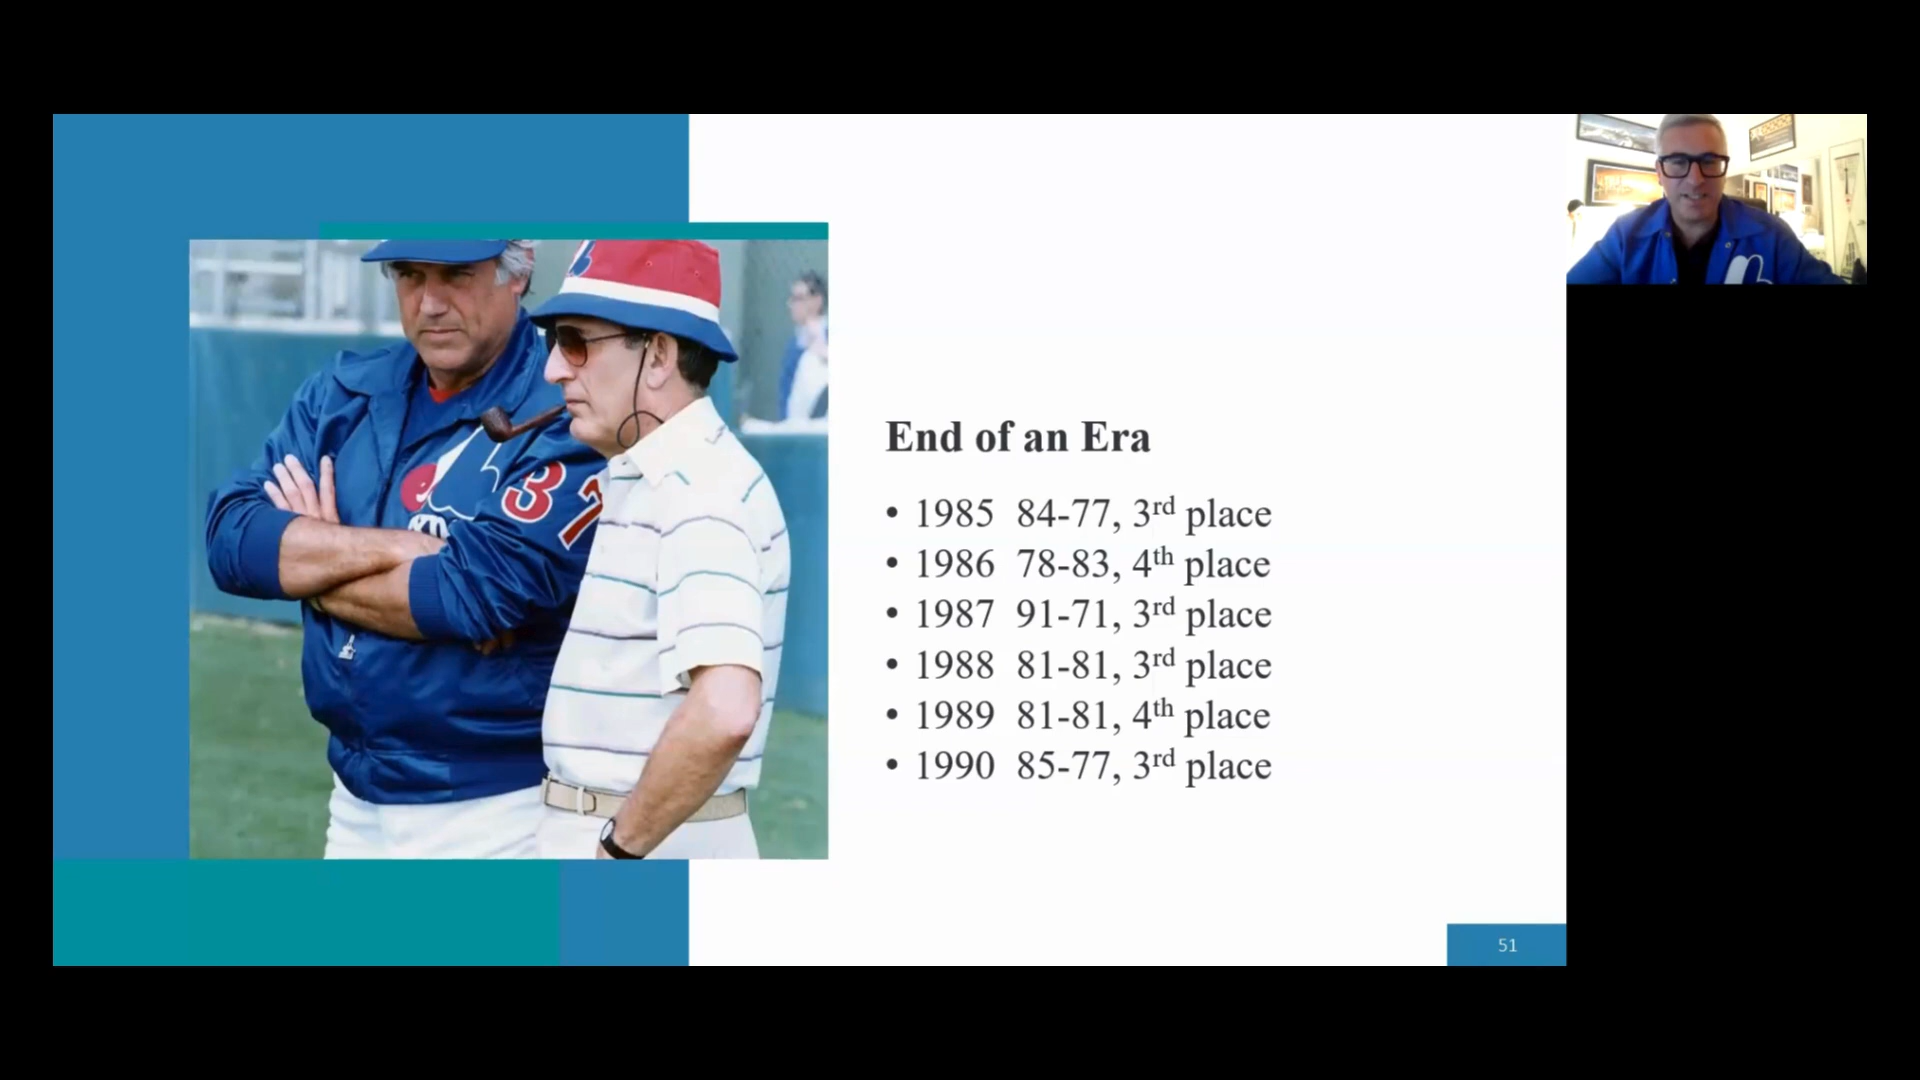 End of an Era
• 1985 84-77, 3rd place
• 1986 78-83, 4th place
• 1987 91-71, 3rd place
• 1988 81-81, 3rd place
• 1989 81-81, 4th place
• 1990 85-77, 3rd place
37
51